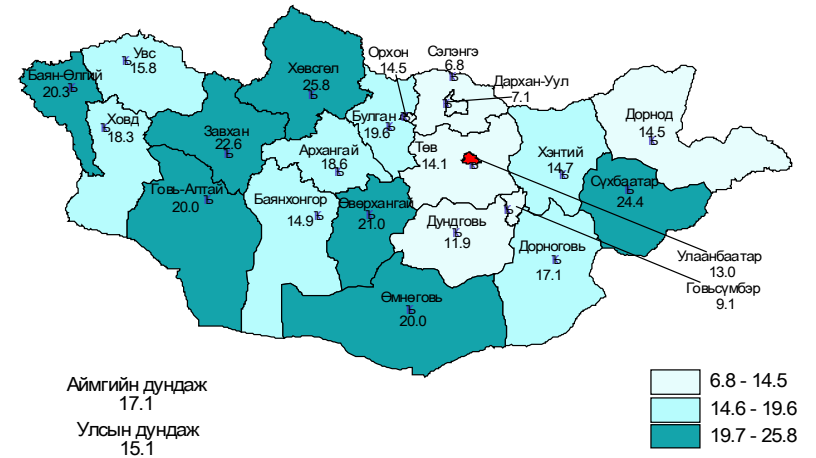 Увс
15.8
Баян-Өлгий
20.3
Ховд
18.3
Хөвсгөл
25.8
Завхан
22.6
Орхон
14.5
Сэлэнгэ
6.8
Дархан-Уул
7.1
Булган
19.6
Архангай
18.6
Төв
14.1
Дорнод
14.5
Хэнтий
14.7
Сүхбаатар
24.4
Говь-Алтай
20.0
Баянхонгор
14.9
Өвөрхангай
21.0
Дундговь
11.9
Дорноговь
17.1
Улаанбаатар
13.0
Говьсүмбэр
9.1
Өмнөговь
20.0
Аймгийн дундаж
17.1
Улсын дундаж
15.1
6.8 - 14.5
14.6 - 19.6
19.7 - 25.8